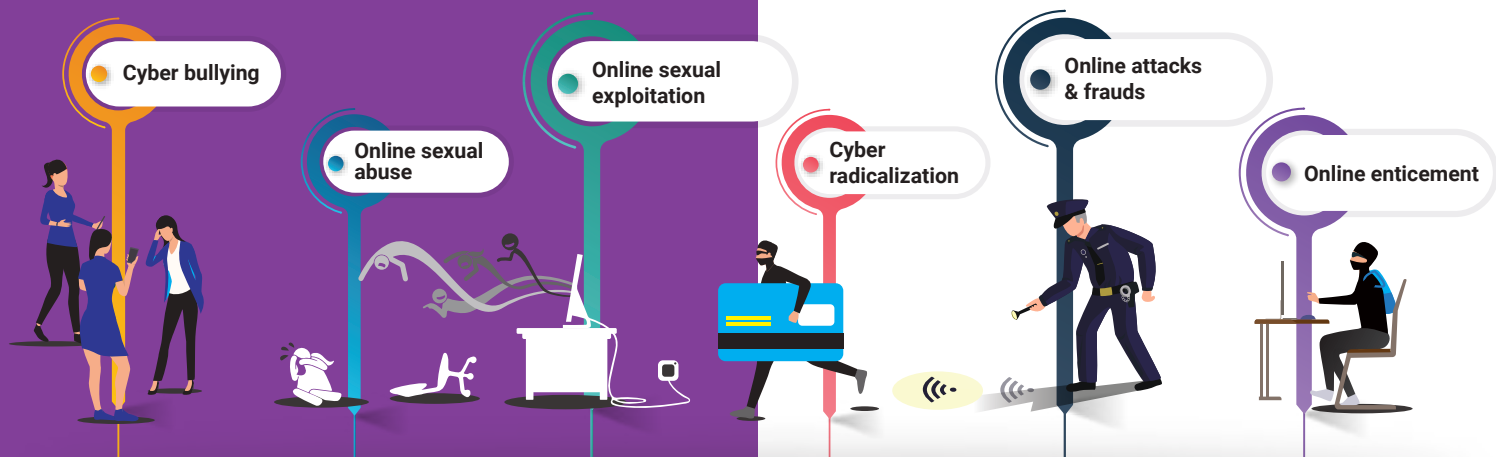 Cyber bullying
Online sexual
abuse
Online sexual
exploitation
Cyber
radicalization
Online attacks
& frauds
Online enticement